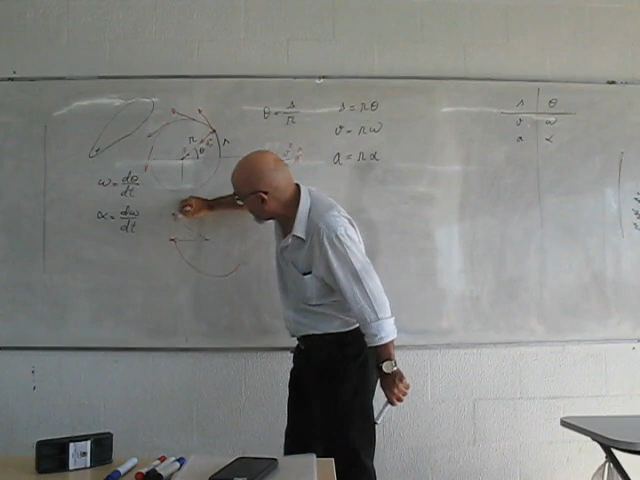 θ = s/r
s = rθ
v = rω
a = rα
ω = dθ/dt
α = dω/dt
s θ
v ω
a α